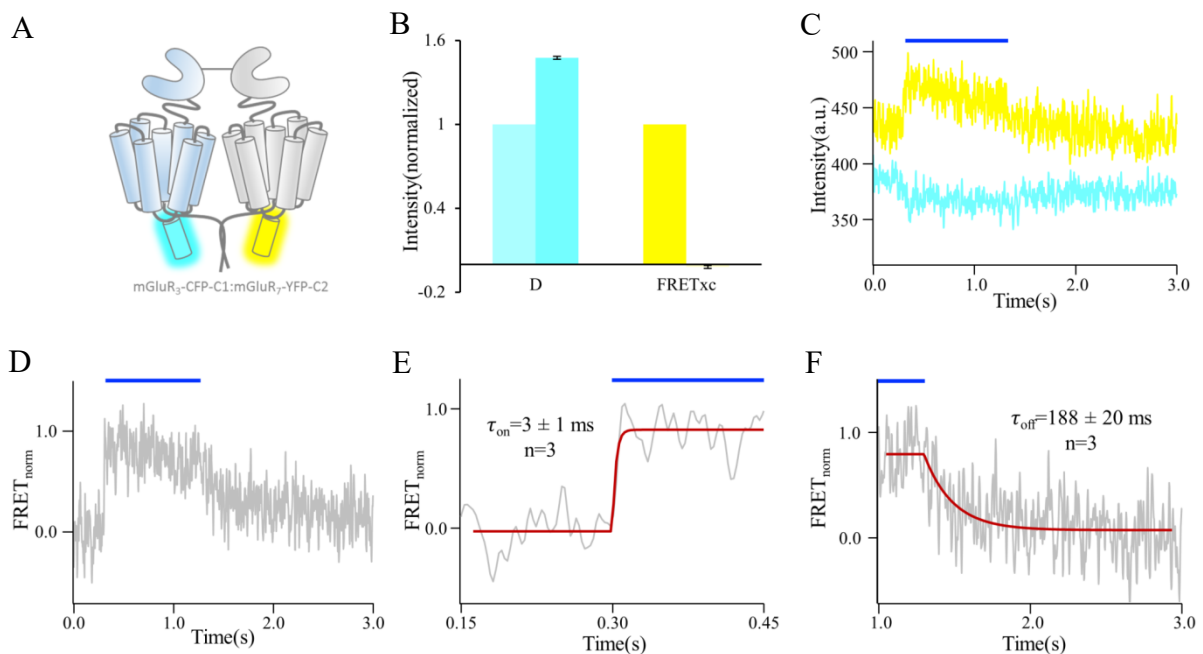 A
mGluR₃-CFP-C1:mGluR₇-YFP-C2
B
Intensity(normalized)
1.6
1
0.4
-0.2
D
FRETxc
C
Intensity(a.u.)
500
450
400
350
0.0
1.0
2.0
3.0
Time(s)
D
FRETnorm
1.0
0.0
0.0
1.0
2.0
3.0
Time(s)
E
FRETnorm
1.0
0.0
τon=3 ± 1 ms
n=3
0.15
0.30
0.45
Time(s)
F
FRETnorm
1.0
0.0
τoff=188 ± 20 ms
n=3
1.0
2.0
3.0
Time(s)